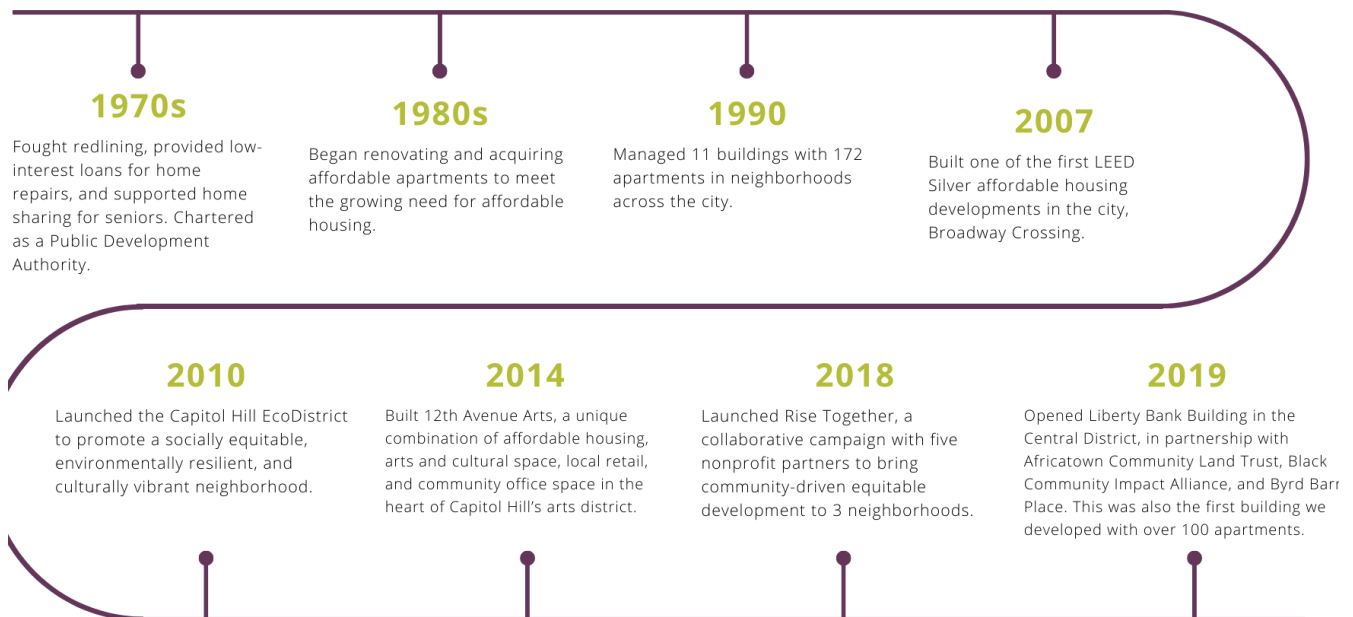 1970s
Fought redlining, provided low-
interest loans for home
repairs, and supported home
sharing for seniors. Chartered
as a Public Development
Authority.
1980s
Began renovating and acquiring
affordable apartments to meet
the growing need for affordable
housing.
1990
Managed 11 buildings with 172
apartments in neighborhoods
across the city.
2007
Built one of the first LEED
Silver affordable housing
developments in the city,
Broadway Crossing.
2010
Launched the Capitol Hill EcoDistrict
to promote a socially equitable,
environmentally resilient, and
culturally vibrant neighborhood.
2014
Built 12th Avenue Arts, a unique
combination of affordable housing,
arts and cultural space, local retail,
and community office space in the
heart of Capitol Hill’s arts district.
2018
Launched Rise Together, a
collaborative campaign with five
nonprofit partners to bring
community-driven equitable
development to 3 neighborhoods.
2019
Opened Liberty Bank Building in the
Central District, in partnership with
Africatown Community Land Trust, Black
Community Impact Alliance, and Byrd
Place. This was also the first building we
developed with over 100 apartments.